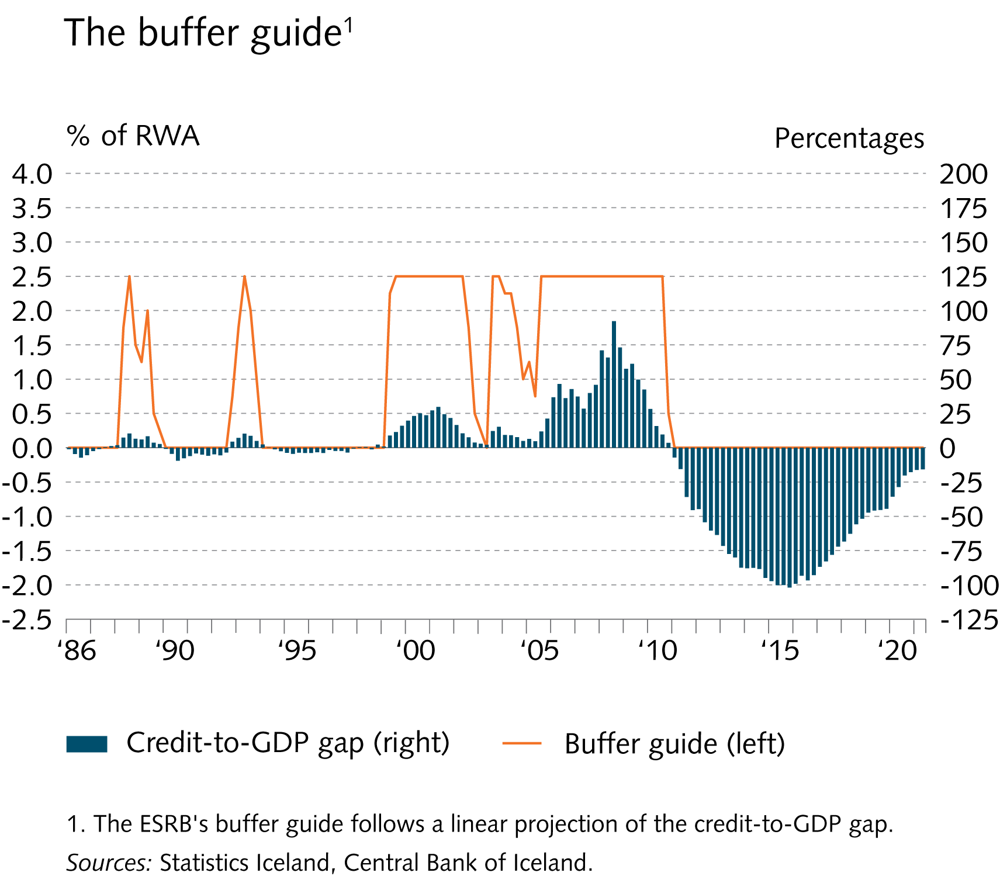 The buffer guide¹
% of RWA Percentages
4.0 200
3.5 175
3.0 150
2.5 125
2.0 100
1.5 75
1.0 50
0.5 25
0.0 0
-0.5 -25
-1.0 -50
-1.5 -75
-2.0 -100
-2.5 -125
‘86 ‘90 ‘95 ‘00 ‘05 ‘10 ‘15 ‘20
Credit-to-GDP gap (right) Buffer guide (left)
1. The ESRB's buffer guide follows a linear projection of the credit-to-GDP gap.
Sources: Statistics Iceland, Central Bank of Iceland.